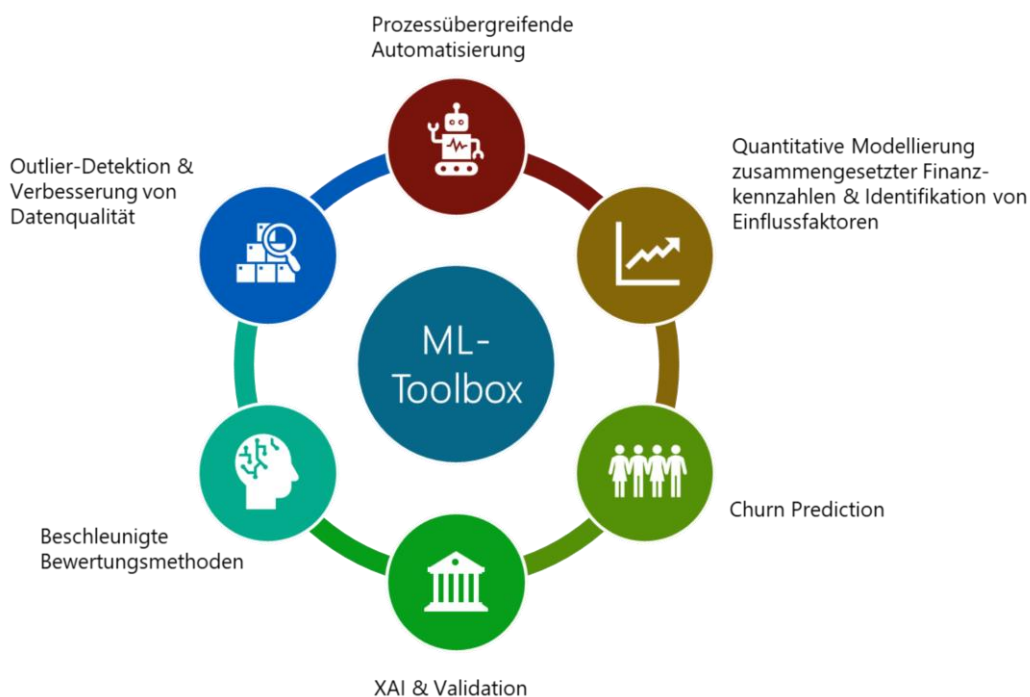 Prozessübergreifende
Automatisierung
Quantitative Modellierung
zusammengesetzter Finanz-
kennzahlen & Identifikation von
Einflussfaktoren
Churn Prediction
XAI & Validation
Beschleunigte
Bewertungsmethoden
Outlier-Detektion &
Verbesserung von
Datenqualität
ML-
Toolbox